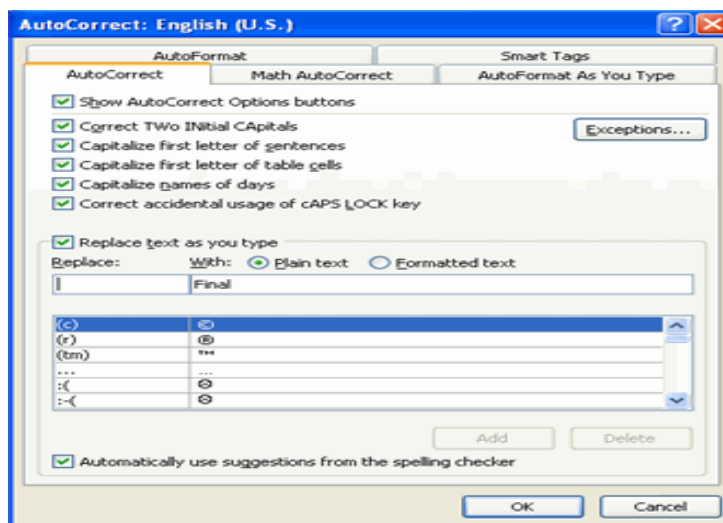 AutoCorrect: English (U.S.)
AutoFormat Smart Tags
AutoCorrect Math AutoCorrect AutoFormat As You Type
Show AutoCorrect Options buttons
Correct TWo INitial CApitals Exceptions...
Capitalize first letter of sentences
Capitalize first letter of table cells
Capitalize names of days
Correct accidental usage of cAPS LOCK key
Replace text as you type
Replace: With: Plain text Formatted text
Final
(c) ©
(r) ®
(tm) ™
... ...
:( ☹
:-( ☹
Add Delete
Automatically use suggestions from the spelling checker
OK Cancel